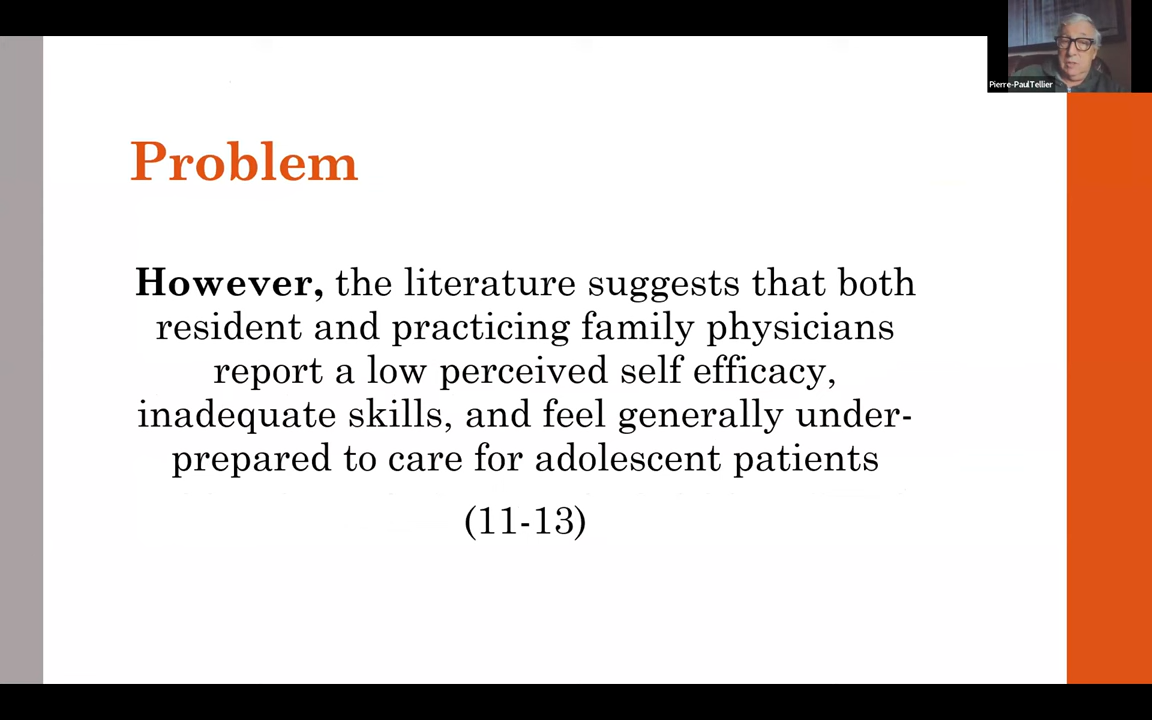 Pierre-Paul Tellier
Problem
However, the literature suggests that both
resident and practicing family physicians
report a low perceived self efficacy,
inadequate skills, and feel generally under-
prepared to care for adolescent patients
(11-13)